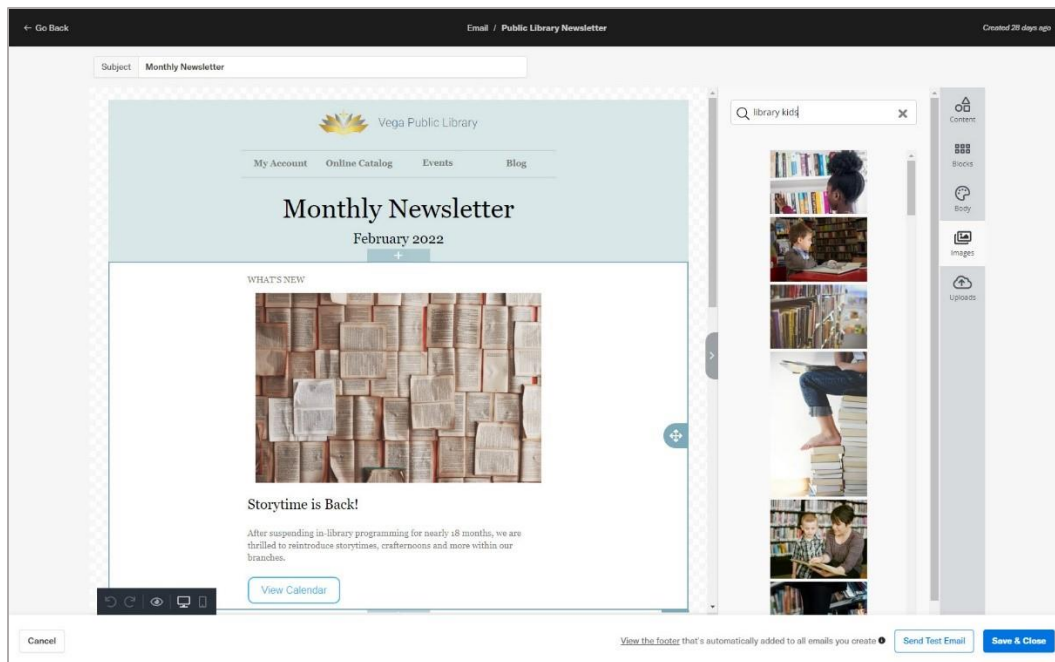 ← Go Back
Email / Public Library Newsletter
Created 28 days ago
Subject Monthly Newsletter
Vega Public Library
My Account Online Catalog Events Blog
Monthly Newsletter
February 2022
WHAT'S NEW
Storytime is Back!
After suspending in-library programming for nearly 18 months, we are
thrilled to reintroduce storytimes, crafternoons and more within our
branches.
View Calendar
library kids
Content
Blocks
Body
Images
Uploads
Cancel
View the footer that's automatically added to all emails you create
Send Test Email
Save & Close